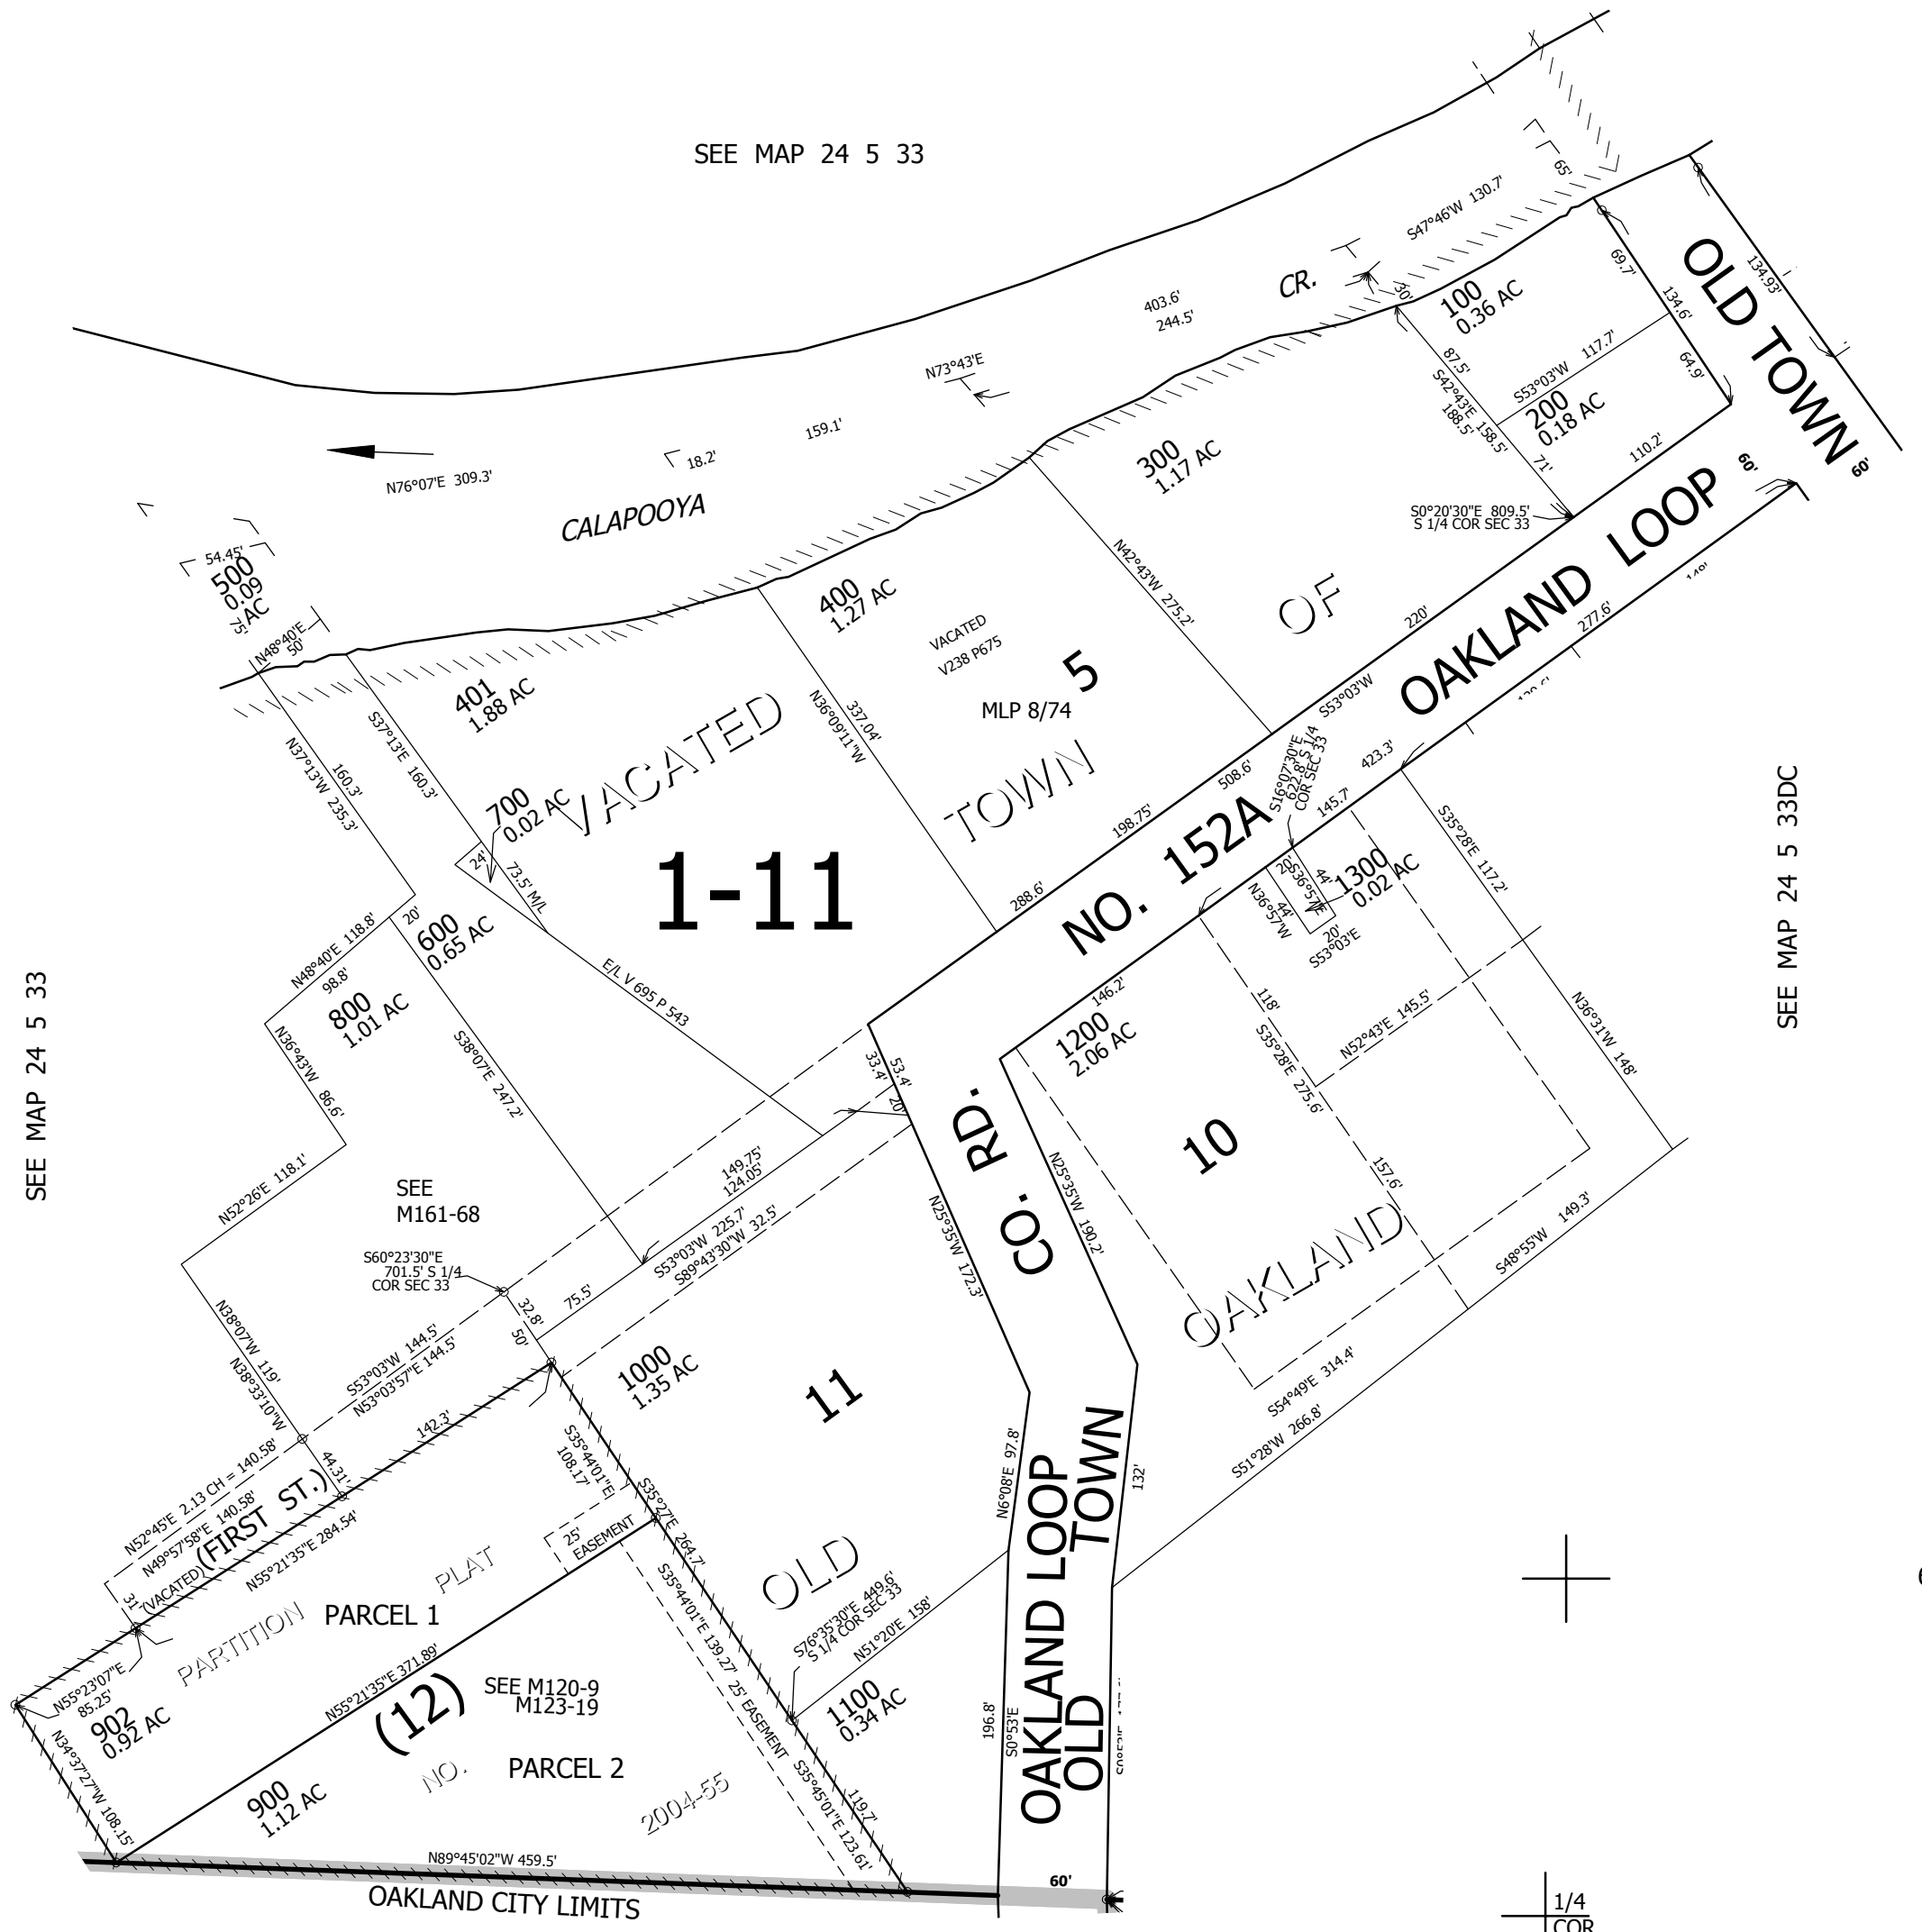 SEE MAP 24 5 33
65'
S47°46'W 130.7'
CR.
30'
403.6'
244.5'
100
0.36 AC
69.7'
134.6'
64.9'
134.93'
OLD TOWN
60'
N73°43'E
159.1'
18.2'
N76°07'E 309.3'
CALAPOOYA
87.5'
S42°43'E 158.5'
188.5'
71'
S53°03'W 117.7'
200
0.18 AC
110.2'
60'
300
1.17 AC
S0°20'30"E 809.5'
S 1/4 COR SEC 33
54.45'
500
0.09
AC
75'
N48°40'E
50'
400
1.27 AC
VACATED
V238 P675
5
MLP 8/74
N42°43'W 275.2'
OF
220'
OAKLAND LOOP
277.6'
S53°03'W
401
1.88 AC
S37°13'E 160.3'
N37°13'W 235.3'
160.3'
337.04'
N36°09'11"W
VACATED
TOWN
700
0.02 AC
24'
73.5' M/L
1-11
198.75'
508.6'
288.6'
NO. 152A
S16°07'30"E
622.8' S 1/4
COR SEC 33
423.3'
145.7'
SEE MAP 24 5 33DC
S35°28'E 117.2'
20'
44'
S36°57'E
1300
0.02 AC
N36°57'W
44'
20'
S53°03'E
N48°40'E 118.8'
98.8'
20'
600
0.65 AC
SEE MAP 24 5 33
800
1.01 AC
N36°43'W 86.6'
S38°07'E 247.2'
E/L V 695 P 543
146.2'
1200
2.06 AC
118'
S35°28'E 275.6'
N52°43'E 145.5'
N36°31'W 148'
33.4'
53.4'
20'
CO. RD.
10
157.6'
N52°26'E 118.1'
SEE
M161-68
S60°23'30"E
701.5' S 1/4
COR SEC 33
149.75'
124.05'
S53°03'W 225.7'
S89°43'30"W 32.5'
75.5'
32.8'
50'
N25°35'W 172.3'
N25°35'W 190.2'
OAKLAND
S48°55'W 149.3'
N38°07'W 119'
N38°33'10"W
S53°03'W 144.5'
N53°03'57"E 144.5'
142.3'
44.31'
1000
1.35 AC
11
S54°49'E 314.4'
S51°28'W 266.8'
N52°45'E 2.13 CH = 140.58'
N49°57'58"E 140.58'
(VACATED) (FIRST ST.)
31'
N55°21'35"E 284.54'
S35°44'01"E
108.17'
25'
EASEMENT
S35°27'E 264.7'
N6°08'E 97.8'
132'
OAKLAND LOOP
TOWN
OLD
PARTITION PLAT
PARCEL 1
OLD
S35°44'01"E 139.27' 25' EASEMENT
S76°35'30"E 449.6'
S 1/4 COR SEC 33
N51°20'E 158'
N55°23'07"E
85.25'
902
0.92 AC
N55°21'35"E 371.89'
(12)
SEE M120-9
M123-19
1100
0.34 AC
196.8'
S0°53'E
OLD
N34°37'27"W 108.15'
900
1.12 AC
NO.
PARCEL 2
2004-55
S35°45'01"E 123.61'
119.7'
N89°45'02"W 459.5'
OAKLAND CITY LIMITS
60'
1/4
COR